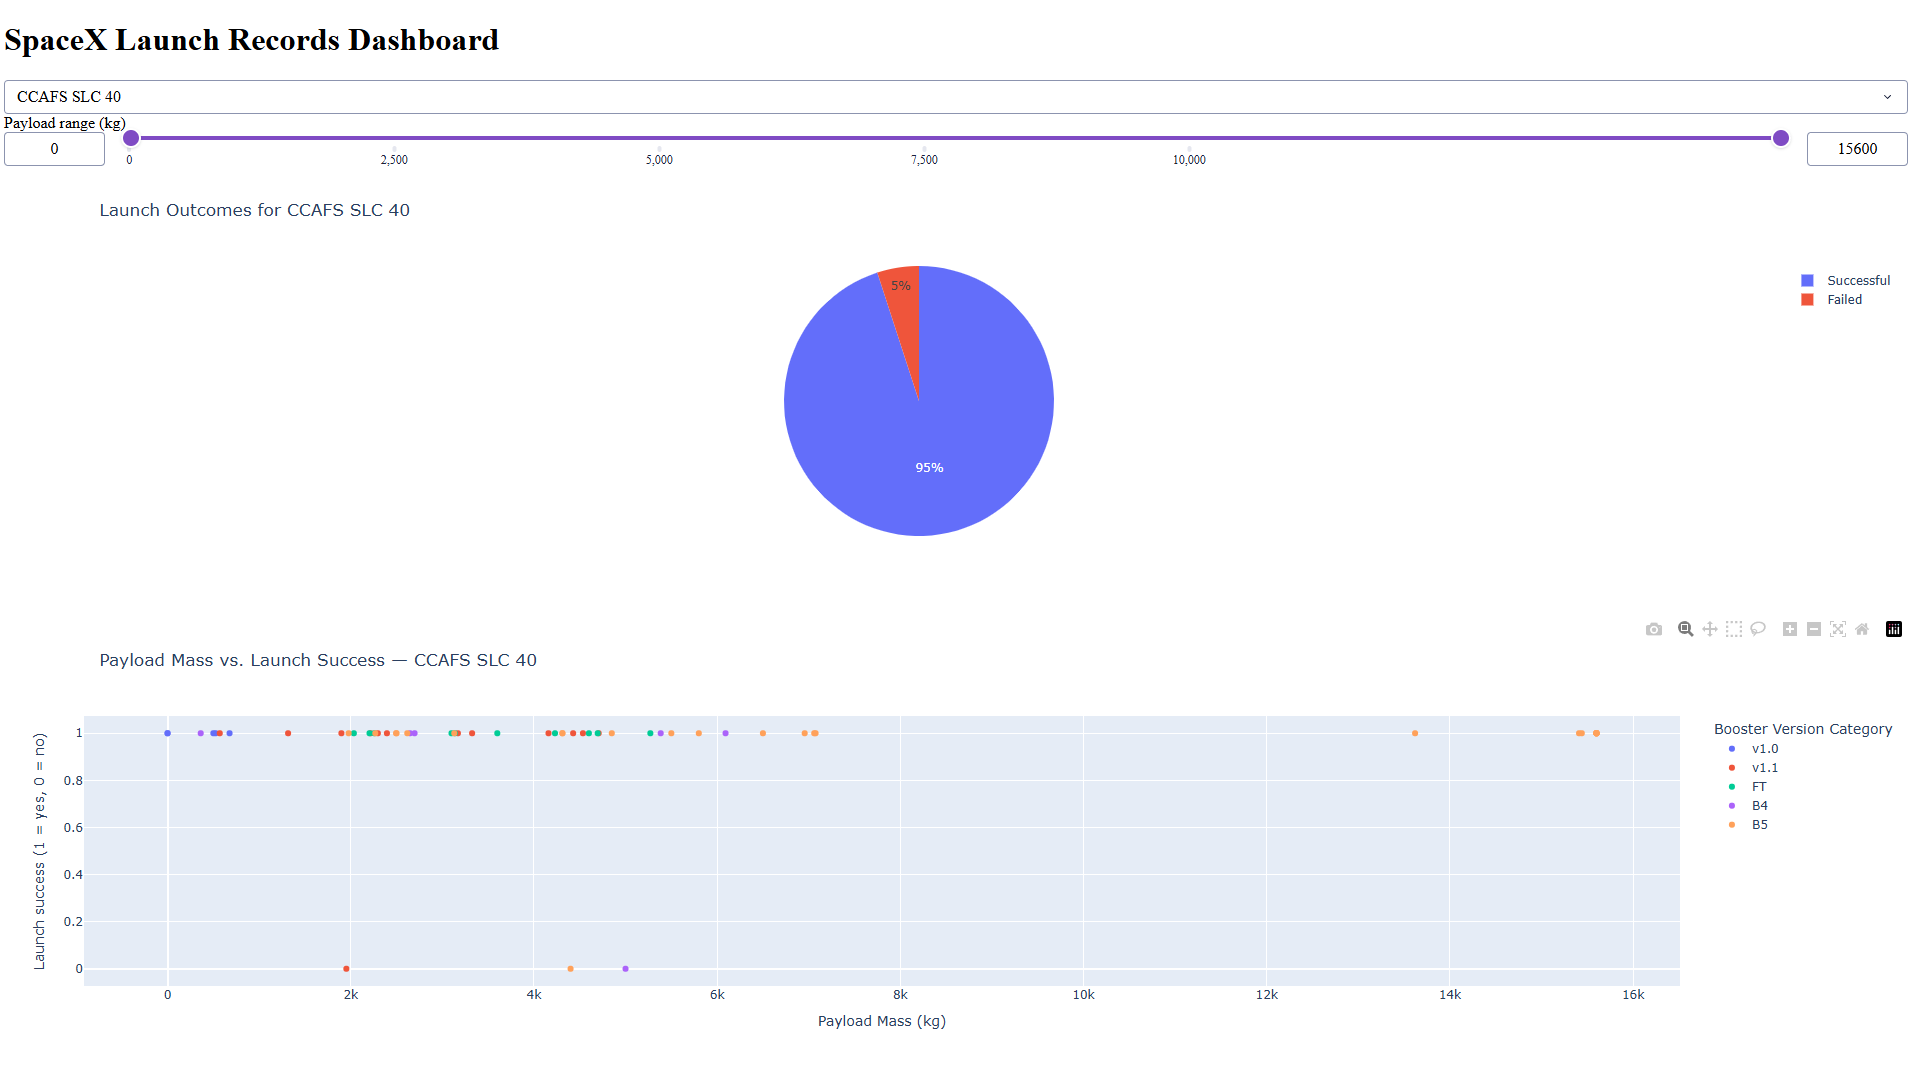 SpaceX Launch Records Dashboard
CCAFS SLC 40
Payload range (kg)
0
0 2,500 5,000 7,500 10,000
15600
Launch Outcomes for CCAFS SLC 40
5%
95%
Successful
Failed
Payload Mass vs. Launch Success — CCAFS SLC 40
Launch success (1 = yes, 0 = no)
1
0.8
0.6
0.4
0.2
0
0 2k 4k 6k 8k 10k 12k 14k 16k
Payload Mass (kg)
Booster Version Category
v1.0
v1.1
FT
B4
B5